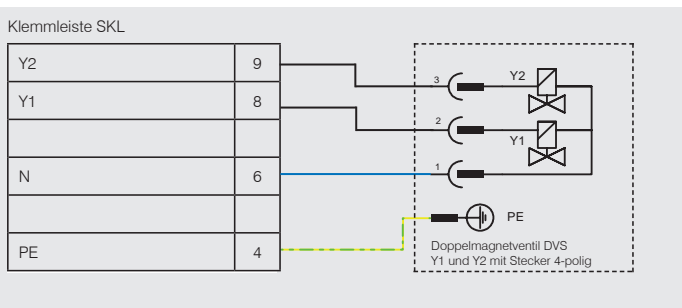 Klemmleiste SKL
Y2 9
Y1 8
N 6
PE 4
3 Y2
2 Y1
1
PE
Doppelmagnetventil DVS
Y1 und Y2 mit Stecker 4-polig